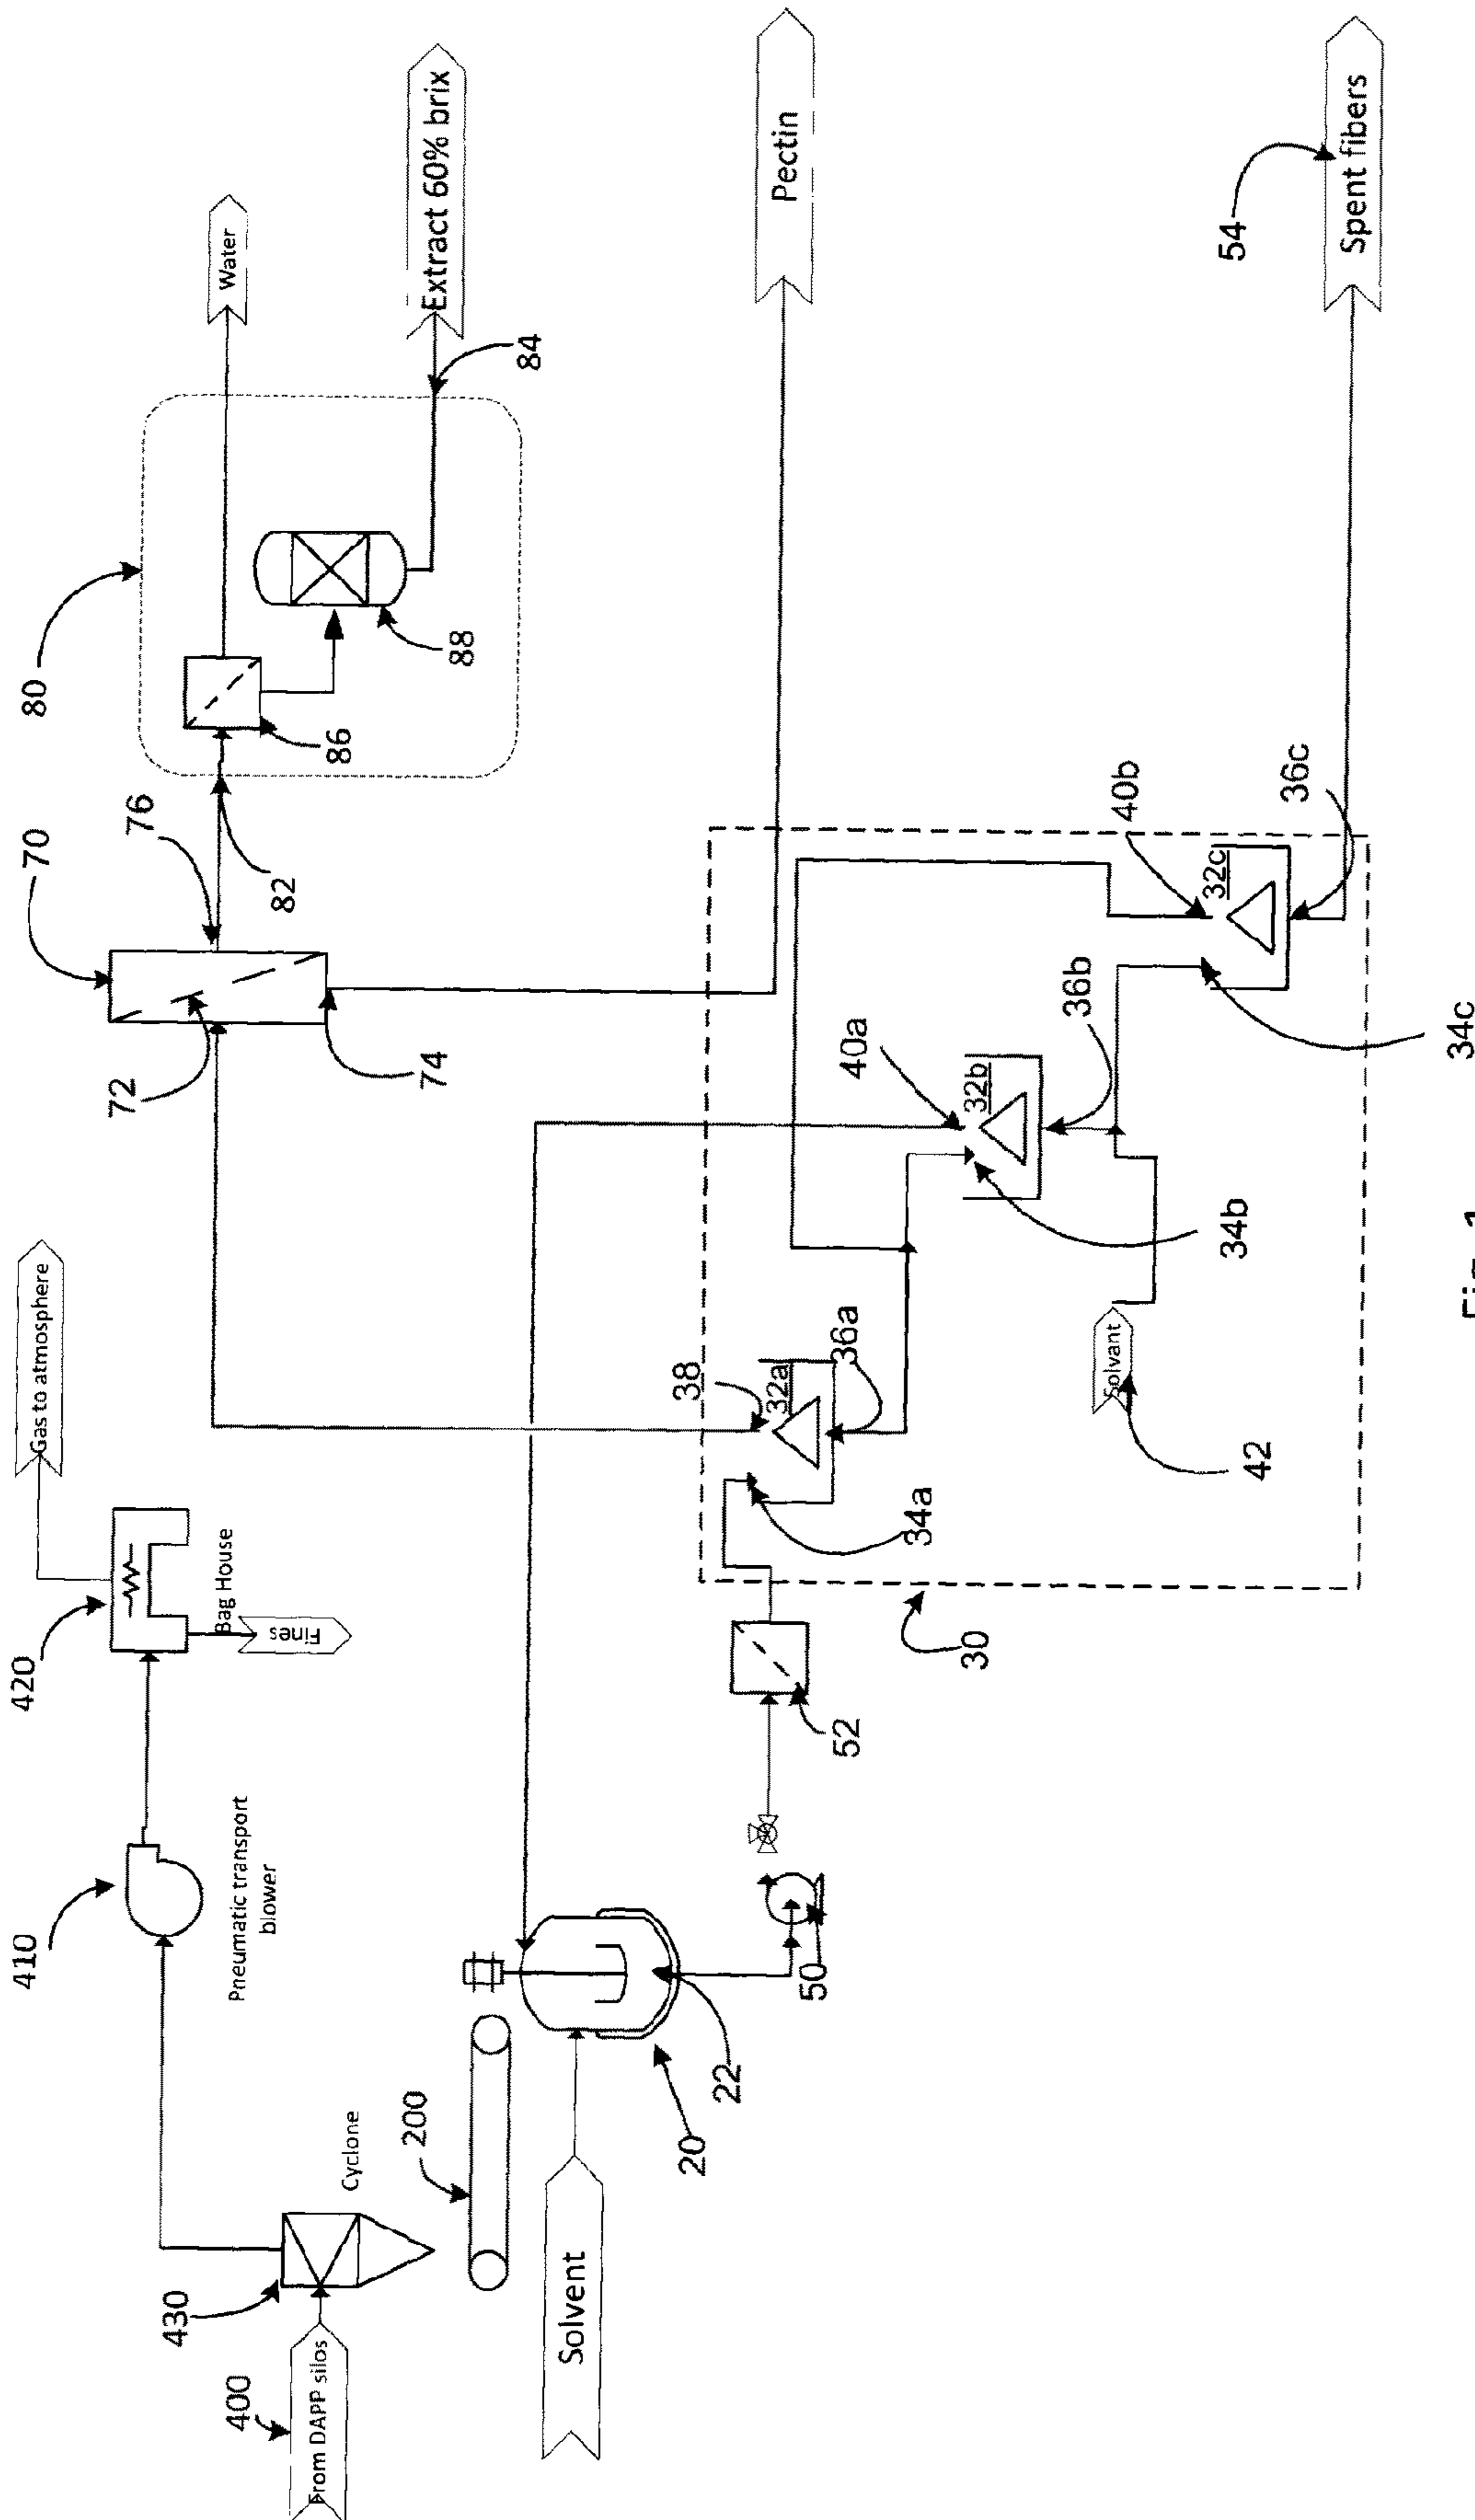 400
From DAPP silos
430
Cyclone
410
Pneumatic transport
blower
420
Bag House
Fines
Gas to atmosphere
200
Solvent
20
22
50
52
30
70
72
74
76
80
82
86
88
84
Water
Extract 60% brix
Pectin
38
32a
34a
36a
40a
32b
34b
36b
40b
32c
34c
36c
Solvant
42
54
Spent fibers
Fig. 1